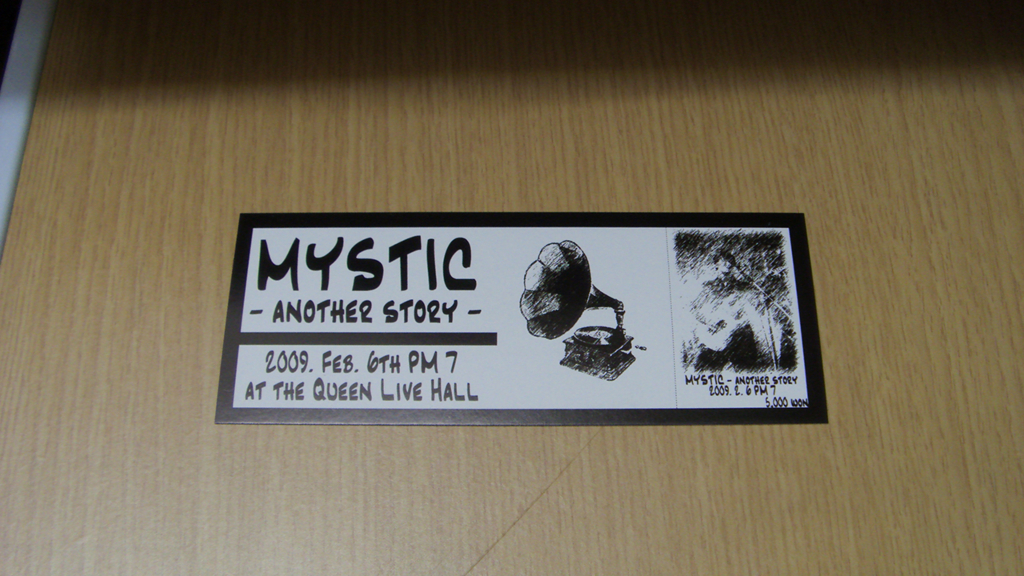 MYSTIC
- ANOTHER STORY -
2009. FEB. 6TH PM 7
AT THE QUEEN LIVE HALL
MYSTIC - ANOTHER STORY
2009. 2. 6 PM 7
5,000 WON